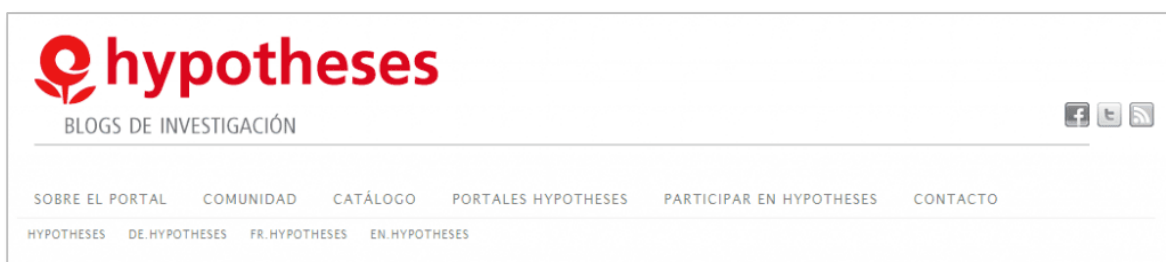 hypotheses
BLOGS DE INVESTIGACIÓN
SOBRE EL PORTAL COMUNIDAD CATÁLOGO PORTALES HYPOTHESES PARTICIPAR EN HYPOTHESES CONTACTO
HYPOTHESES DE.HYPOTHESES FR.HYPOTHESES EN.HYPOTHESES